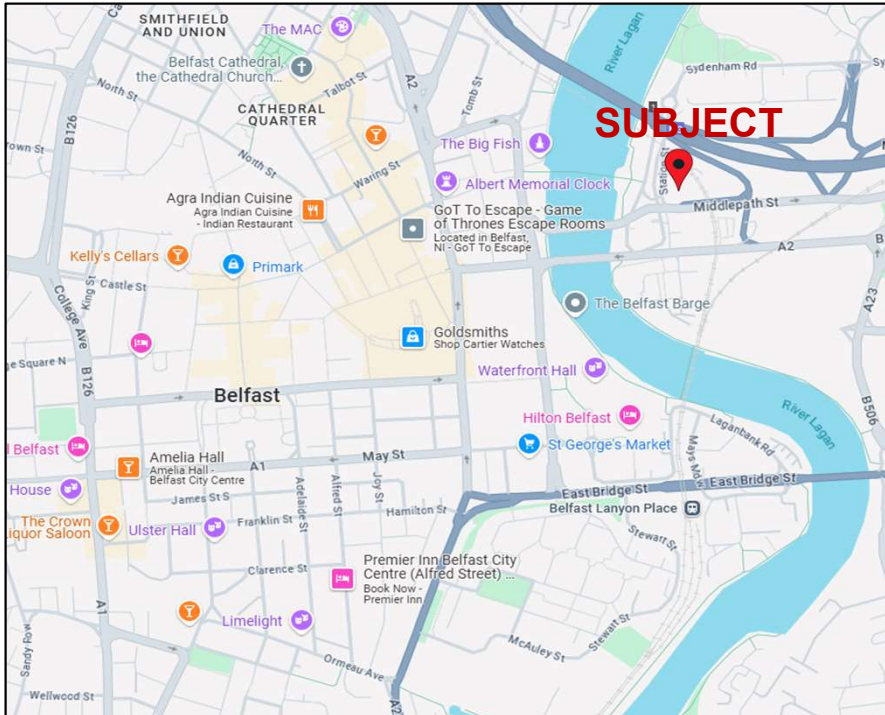 SMITHFIELD
AND UNION
The MAC
Belfast Cathedral,
the Cathedral Church...
Talbot St
North St
CATHEDRAL
QUARTER
A2
Tomb St
River Lagan
Sydenham Rd
SUBJECT
Station St
B126
The Big Fish
North St
Waring St
Albert Memorial Clock
Middlepath St
Agra Indian Cuisine
Agra Indian Cuisine
- Indian Restaurant
GoT To Escape - Game
of Thrones Escape Rooms
Located in Belfast,
NI - GoT To Escape
A2
Kelly's Cellars
Primark
Castle St
King St
College Ave
The Belfast Barge
A23
Goldsmiths
Shop Cartier Watches
B126
Waterfront Hall
Belfast
Hilton Belfast
River Lagan
B506
Laganbank Rd
St George's Market
Mays Md
Belfast
Amelia Hall
Amelia Hall -
Belfast City Centre
A1
May St
House
James St S
Adelaide St
Alfred St
Joy St
East Bridge St
East Bridge St
Belfast Lanyon Place
The Crown
Liquor Saloon
Ulster Hall
Franklin St
Hamilton St
Stewart St
Clarence St
Premier Inn Belfast City
Centre (Alfred Street) ...
Book Now -
Premier Inn
A1
Limelight
Stewart St
McAuley St
Sandy Row
Ormeau Ave
Wellwood St